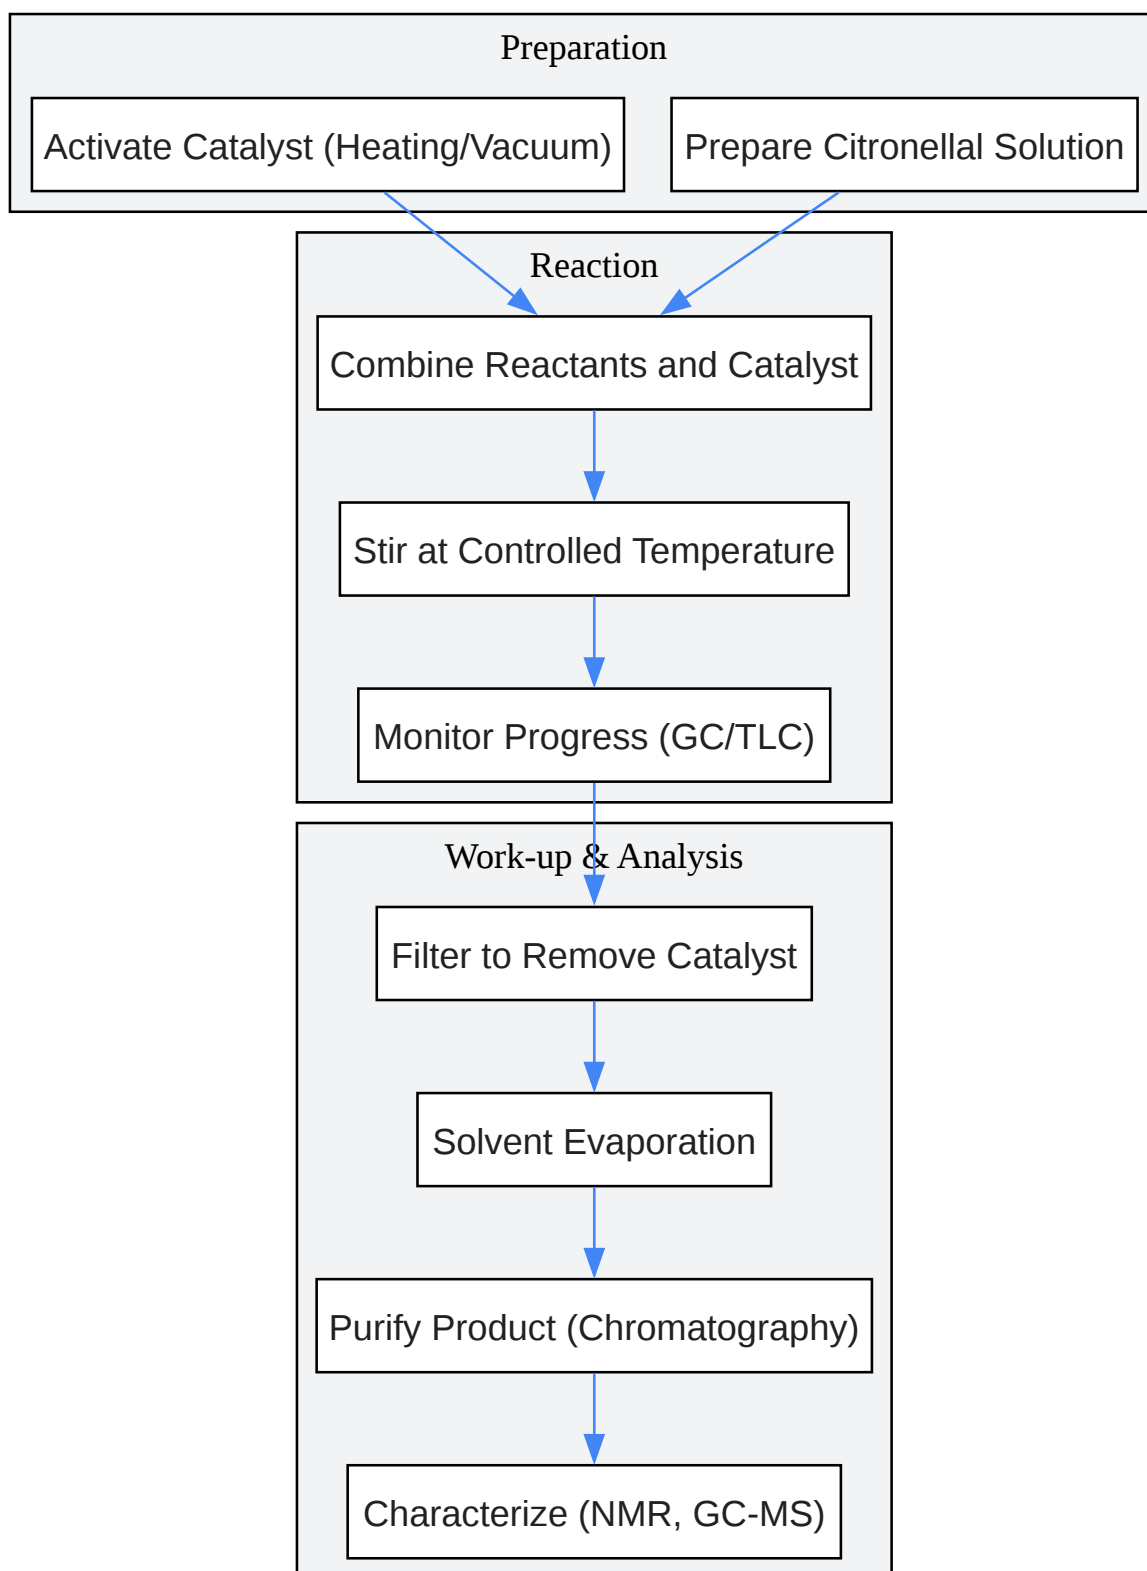 Preparation
Activate Catalyst (Heating/Vacuum)
Prepare Citronellal Solution
Reaction
Combine Reactants and Catalyst
Stir at Controlled Temperature
Monitor Progress (GC/TLC)
Work-up & Analysis
Filter to Remove Catalyst
Solvent Evaporation
Purify Product (Chromatography)
Characterize (NMR, GC-MS)